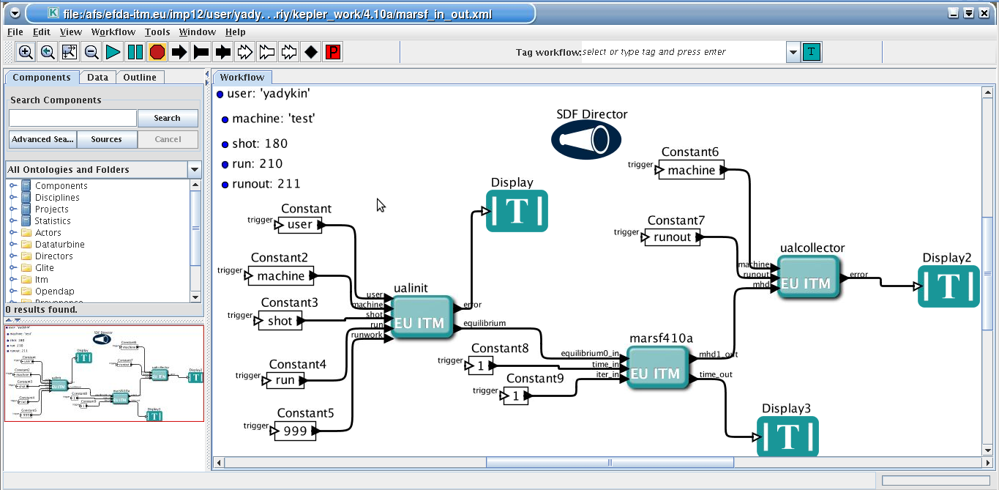 file:/afs/efda-itm.eu/imp12/user/yady. . .riy/kepler_work/4.10a/marsf_in_out.xml
File Edit View Workflow Tools Window Help
P
Tag workflow: select or type tag and press enter
T
Components Data Outline
Search Components
Search
Advanced Sea... Sources Cancel
All Ontologies and Folders
Components
Disciplines
Projects
Statistics
Actors
Dataturbine
Directors
Glite
Itm
Opendap
0 results found.
Workflow
user: 'yadykin'
machine: 'test'
shot: 180
run: 210
runout: 211
SDF Director
Constant6
trigger machine
Display
T
Constant
trigger user
Constant7
trigger runout
Constant2
trigger machine
ualcollector
machine
runout
mhd
EU ITM
error
Display2
T
Constant3
trigger shot
ualinit
user
machine
shot
run
runwork
EU ITM
error
equilibrium
Constant4
trigger run
Constant5
trigger 999
Constant8
trigger 1
Constant9
trigger 1
marsf410a
equilibrium0_in
time_in
iter_in
EU ITM
mhd1_out
time_out
Display3
T